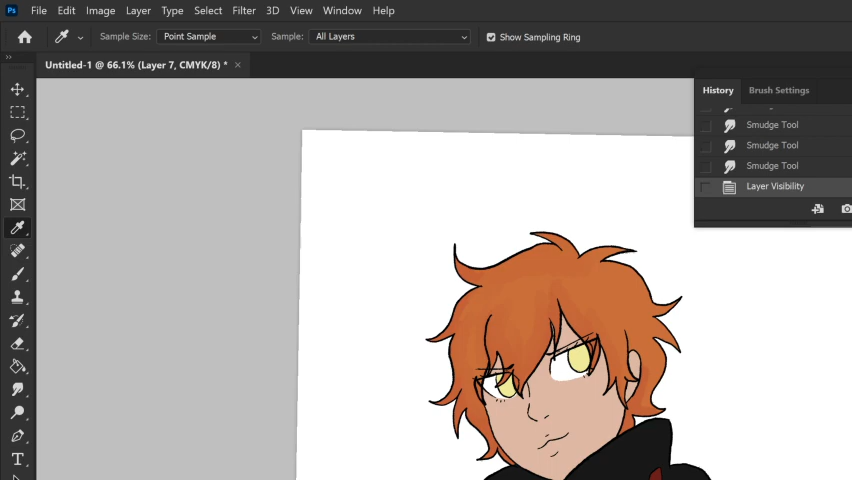 Ps File Edit Image Layer Type Select Filter 3D View Window Help
Sample Size: Point Sample Sample: All Layers Show Sampling Ring
Untitled-1 @ 66.1% (Layer 7, CMYK/8) * ×
History Brush Settings
Smudge Tool
Smudge Tool
Smudge Tool
Layer Visibility